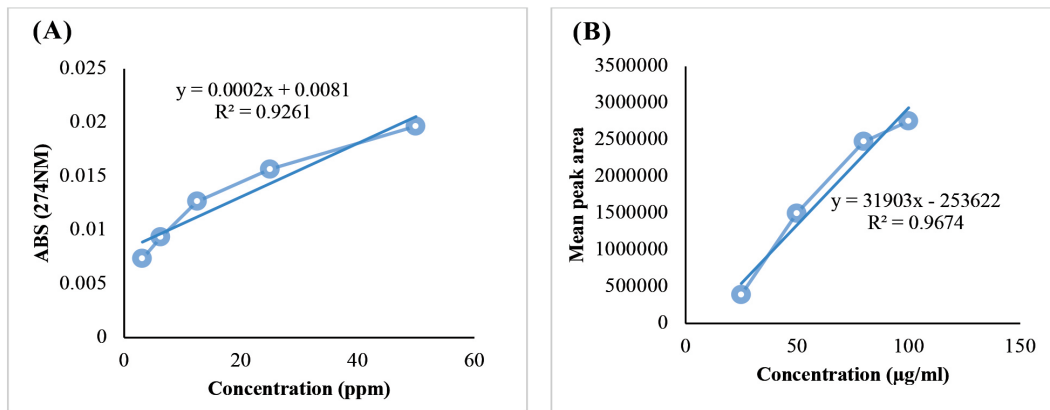 (A)
0.025
0.02
0.015
0.01
0.005
0
y = 0.0002x + 0.0081
R² = 0.9261
ABS (274NM)
0
20
40
60
Concentration (ppm)
(B)
3500000
3000000
2500000
2000000
1500000
1000000
500000
0
y = 31903x - 253622
R² = 0.9674
Mean peak area
0
50
100
150
Concentration (µg/ml)